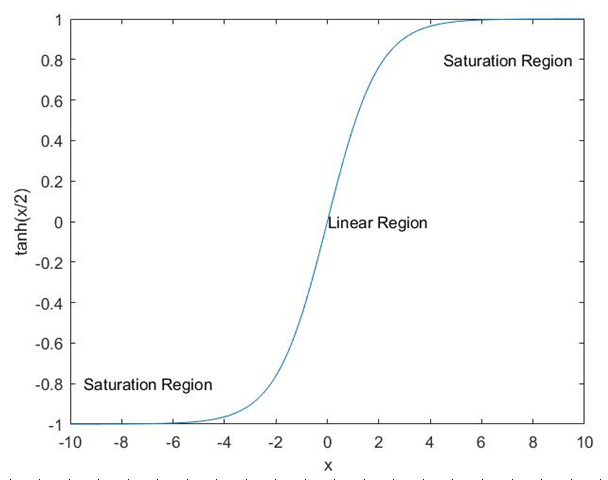 1
0.8
Saturation Region
0.6
0.4
0.2
0
Linear Region
-0.2
-0.4
-0.6
-0.8
Saturation Region
-1
tanh(x/2)
-10 -8 -6 -4 -2 0 2 4 6 8 10
x